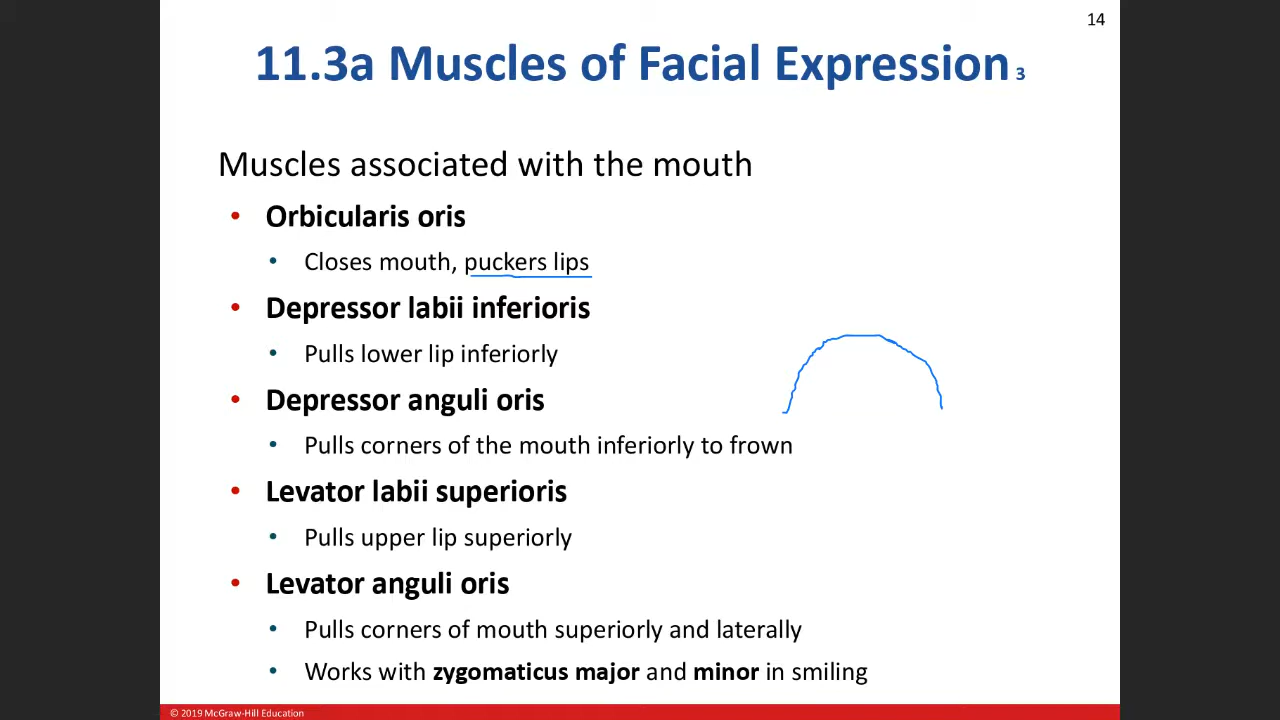 14
11.3a Muscles of Facial Expression 3
Muscles associated with the mouth
• Orbicularis oris
• Closes mouth, puckers lips
• Depressor labii inferioris
• Pulls lower lip inferiorly
• Depressor anguli oris
• Pulls corners of the mouth inferiorly to frown
• Levator labii superioris
• Pulls upper lip superiorly
• Levator anguli oris
• Pulls corners of mouth superiorly and laterally
• Works with zygomaticus major and minor in smiling
© 2019 McGraw-Hill Education